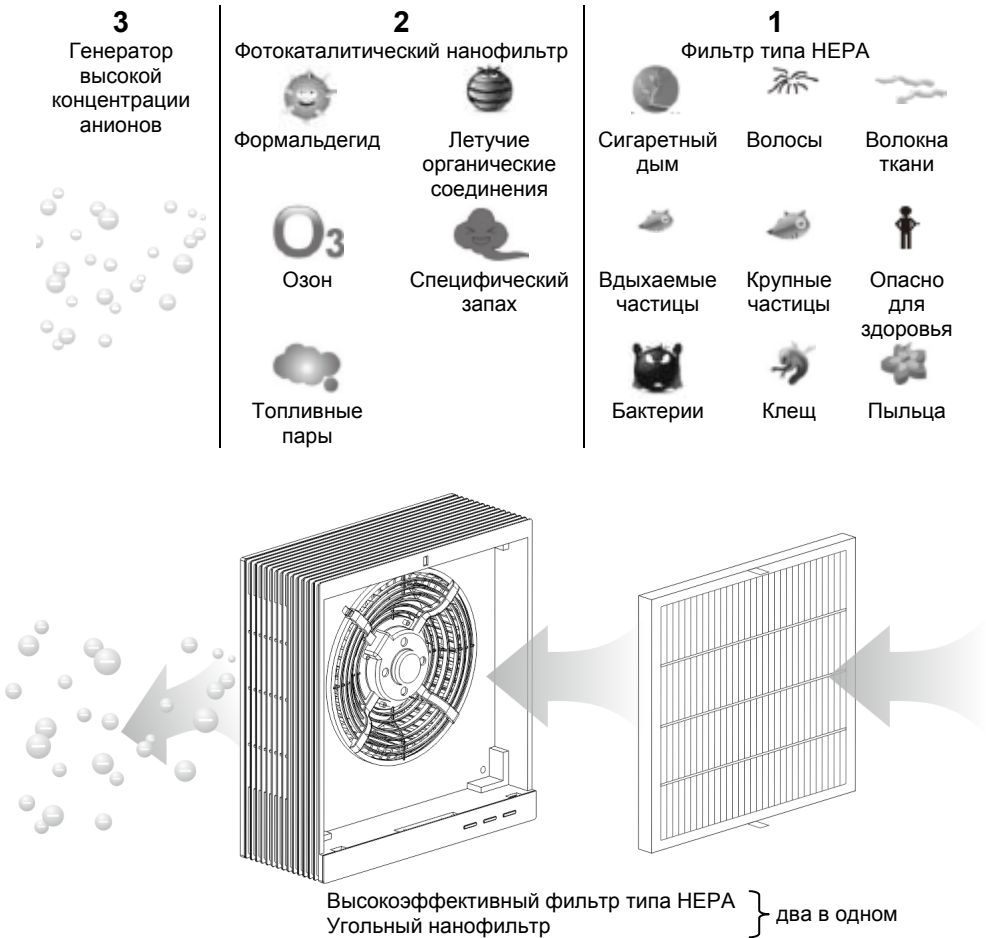 3
Генератор
высокой
концентрации
анионов
2
Фотокаталитический нанофильтр
Формальдегид
Летучие
органические
соединения
O3
Озон
Специфический
запах
Топливные
пары
1
Фильтр типа HEPA
Сигаретный
дым
Волосы
Волокна
ткани
Вдыхаемые
частицы
Крупные
частицы
Опасно
для
здоровья
Бактерии
Клещ
Пыльца
Высокоэффективный фильтр типа HEPA
Угольный нанофильтр
два в одном